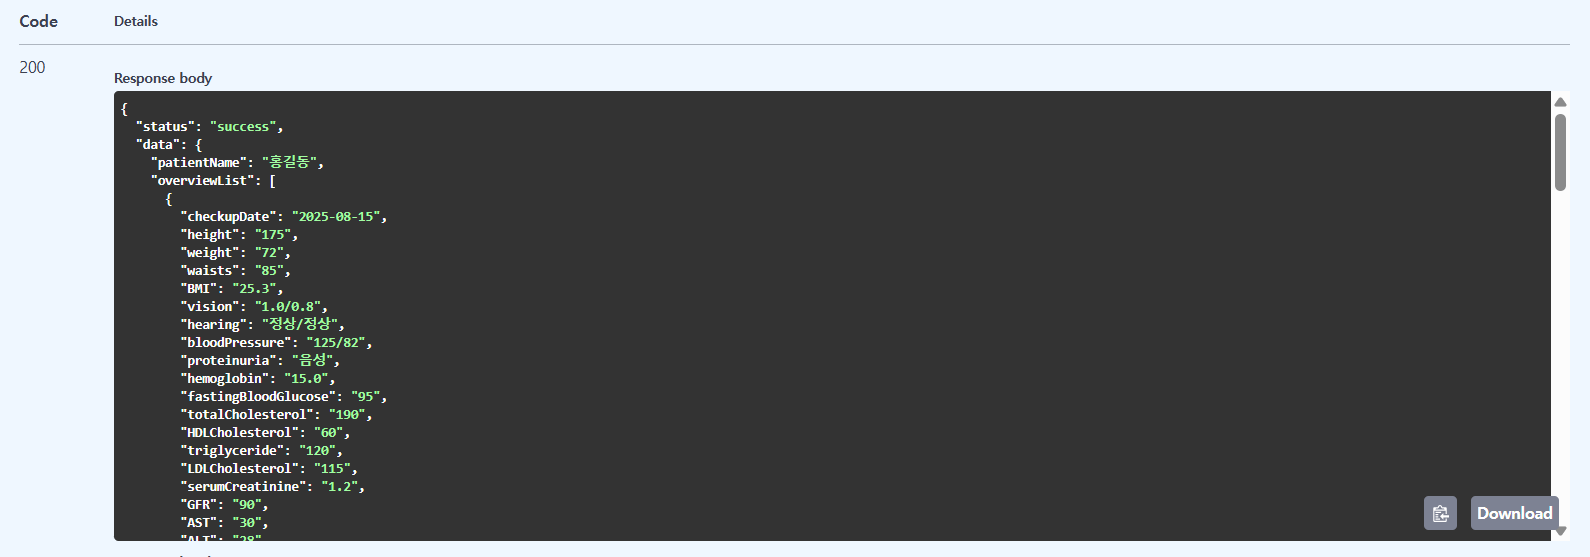 Code Details
200
Response body
{
"status": "success",
"data": {
"patientName": "홍길동",
"overviewList": [
{
"checkupDate": "2025-08-15",
"height": "175",
"weight": "72",
"waists": "85",
"BMI": "25.3",
"vision": "1.0/0.8",
"hearing": "정상/정상",
"bloodPressure": "125/82",
"proteinuria": "음성",
"hemoglobin": "15.0",
"fastingBloodGlucose": "95",
"totalCholesterol": "190",
"HDLCholesterol": "60",
"triglyceride": "120",
"LDLCholesterol": "115",
"serumCreatinine": "1.2",
"GFR": "90",
"AST": "30",
"ALT": "28"
Download